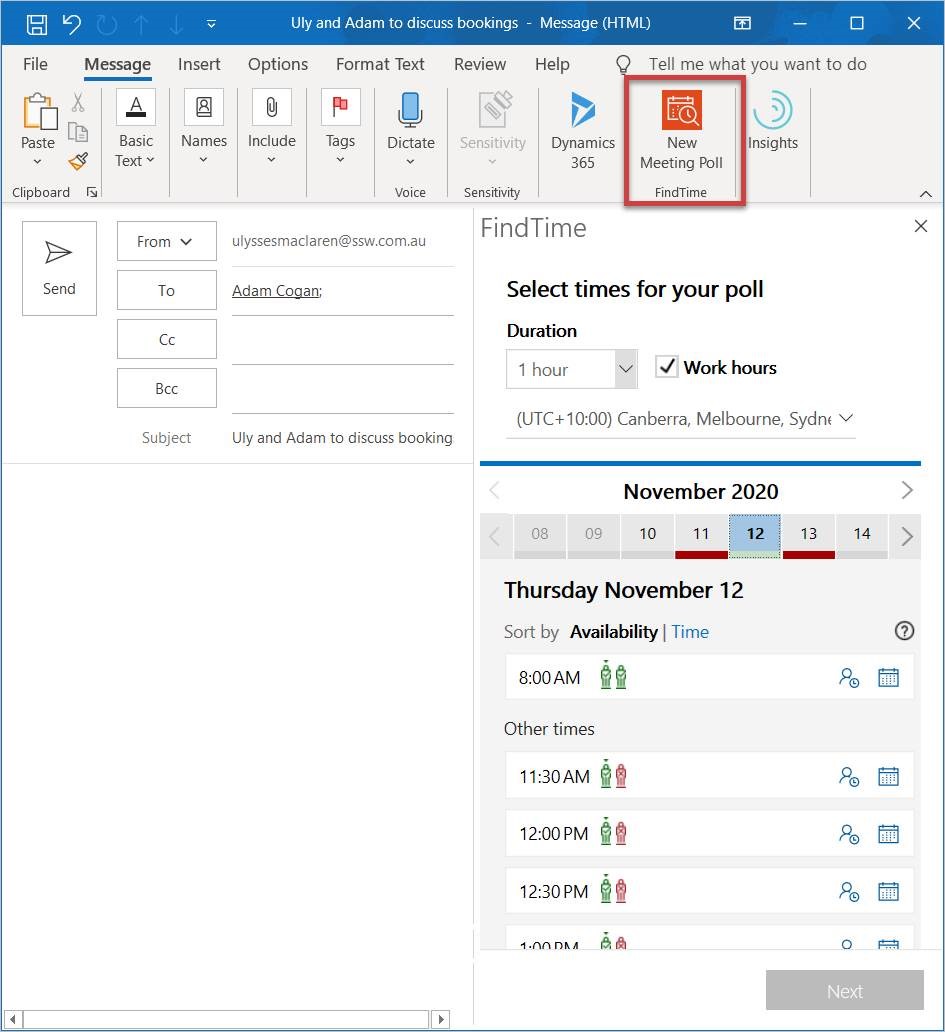 Uly and Adam to discuss bookings - Message (HTML)
File Message Insert Options Format Text Review Help Tell me what you want to do
Paste
Basic
Text
Names
Include
Tags
Dictate
Sensitivity
Dynamics
365
New
Meeting Poll
Insights
Clipboard
Voice
Sensitivity
FindTime
Send
From
ulyssesmaclaren@ssw.com.au
To
Adam Cogan;
Cc
Bcc
Subject
Uly and Adam to discuss booking
FindTime
Select times for your poll
Duration
1 hour
Work hours
(UTC+10:00) Canberra, Melbourne, Sydne
November 2020
08 09 10 11 12 13 14
Thursday November 12
Sort by Availability | Time
8:00 AM
Other times
11:30 AM
12:00 PM
12:30 PM
1:00 PM
Next